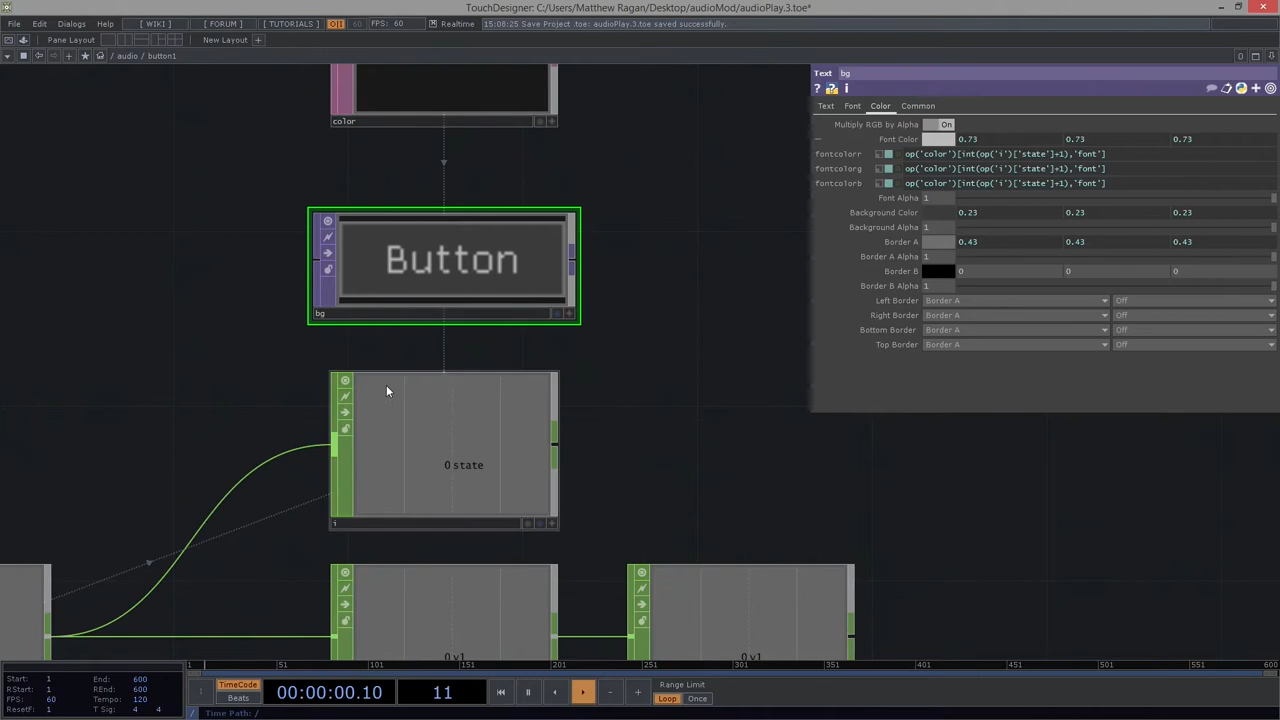 TouchDesigner: C:/Users/Matthew Ragan/Desktop/audioMod/audioPlay.3.toe*
File Edit Dialogs Help [ WIKI ] [ FORUM ] [ TUTORIALS ] O|I 60 FPS: 60 Realtime 15:08:25 Save Project .toe: audioPlay.3.toe saved successfully.
Pane Layout New Layout +
/ audio / button1
color
Button
bg
0 state
i
0 v1
0 v1
Text bg
? ? i
Text Font Color Common
Multiply RGB by Alpha On
Font Color 0.73 0.73 0.73
fontcolorr op('color')[int(op('i')['state']+1),'font']
fontcolorg op('color')[int(op('i')['state']+1),'font']
fontcolorb op('color')[int(op('i')['state']+1),'font']
Font Alpha 1
Background Color 0.23 0.23 0.23
Background Alpha 1
Border A 0.43 0.43 0.43
Border A Alpha 1
Border B 0 0 0
Border B Alpha 1
Left Border Border A Off
Right Border Border A Off
Bottom Border Border A Off
Top Border Border A Off
1 51 101 151 201 251 301 351 401 451 501 551 600
Start: 1 End: 600
RStart: 1 REnd: 600
FPS: 60 Tempo: 120
ResetF: 1 T Sig: 4 4
TimeCode
Beats
00:00:00.10
11
- +
Range Limit
Loop Once
/ Time Path: /